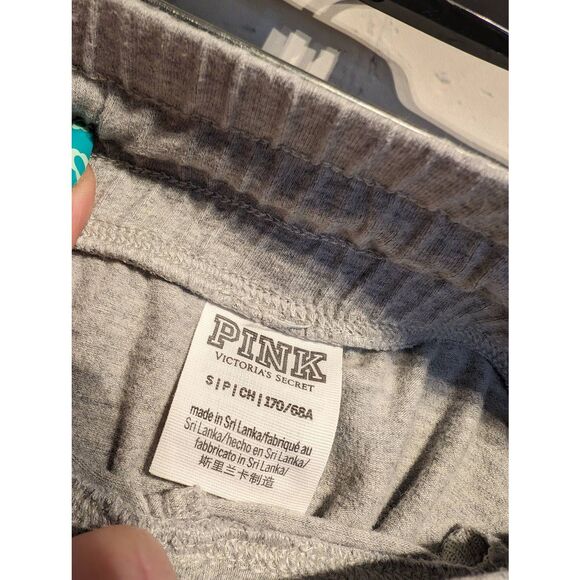 PINK
VICTORIA'S SECRET
S|P|CH|170/68A
made in Sri Lanka/fabriqué au
Sri Lanka/hecho en Sri Lanka/
fabbricato in Sri Lanka/
斯里兰卡制造